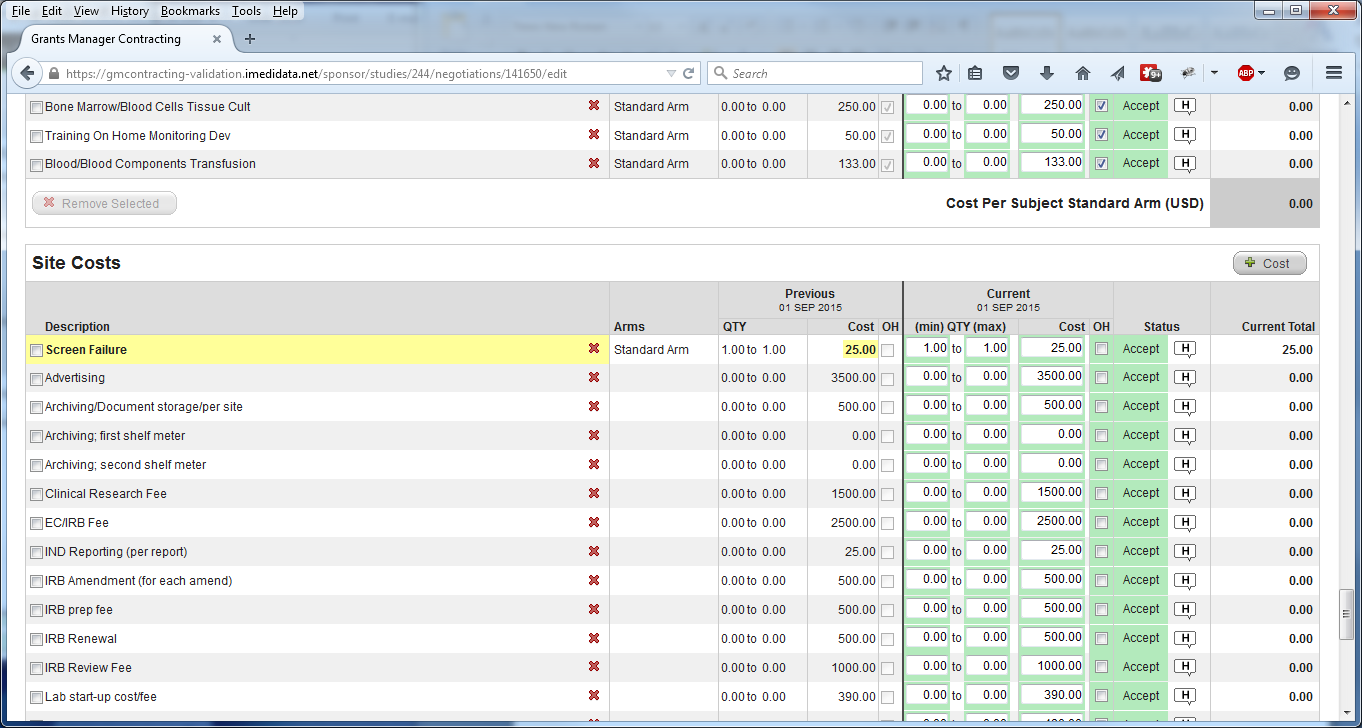 File Edit View History Bookmarks Tools Help
Grants Manager Contracting
https://gmcontracting-validation.imedidata.net/sponsor/studies/244/negotiations/141650/edit Search 9+ ABP
Bone Marrow/Blood Cells Tissue Cult Standard Arm 0.00 to 0.00 250.00 0.00 to 0.00 250.00 Accept H 0.00
Training On Home Monitoring Dev Standard Arm 0.00 to 0.00 50.00 0.00 to 0.00 50.00 Accept H 0.00
Blood/Blood Components Transfusion Standard Arm 0.00 to 0.00 133.00 0.00 to 0.00 133.00 Accept H 0.00
Remove Selected Cost Per Subject Standard Arm (USD) 0.00
Site Costs Cost
Previous Current
01 SEP 2015 01 SEP 2015
Description Arms QTY Cost OH (min) QTY (max) Cost OH Status Current Total
Screen Failure Standard Arm 1.00 to 1.00 25.00 1.00 to 1.00 25.00 Accept H 25.00
Advertising 0.00 to 0.00 3500.00 0.00 to 0.00 3500.00 Accept H 0.00
Archiving/Document storage/per site 0.00 to 0.00 500.00 0.00 to 0.00 500.00 Accept H 0.00
Archiving; first shelf meter 0.00 to 0.00 0.00 0.00 to 0.00 0.00 Accept H 0.00
Archiving; second shelf meter 0.00 to 0.00 0.00 0.00 to 0.00 0.00 Accept H 0.00
Clinical Research Fee 0.00 to 0.00 1500.00 0.00 to 0.00 1500.00 Accept H 0.00
EC/IRB Fee 0.00 to 0.00 2500.00 0.00 to 0.00 2500.00 Accept H 0.00
IND Reporting (per report) 0.00 to 0.00 25.00 0.00 to 0.00 25.00 Accept H 0.00
IRB Amendment (for each amend) 0.00 to 0.00 500.00 0.00 to 0.00 500.00 Accept H 0.00
IRB prep fee 0.00 to 0.00 500.00 0.00 to 0.00 500.00 Accept H 0.00
IRB Renewal 0.00 to 0.00 500.00 0.00 to 0.00 500.00 Accept H 0.00
IRB Review Fee 0.00 to 0.00 1000.00 0.00 to 0.00 1000.00 Accept H 0.00
Lab start-up cost/fee 0.00 to 0.00 390.00 0.00 to 0.00 390.00 Accept H 0.00